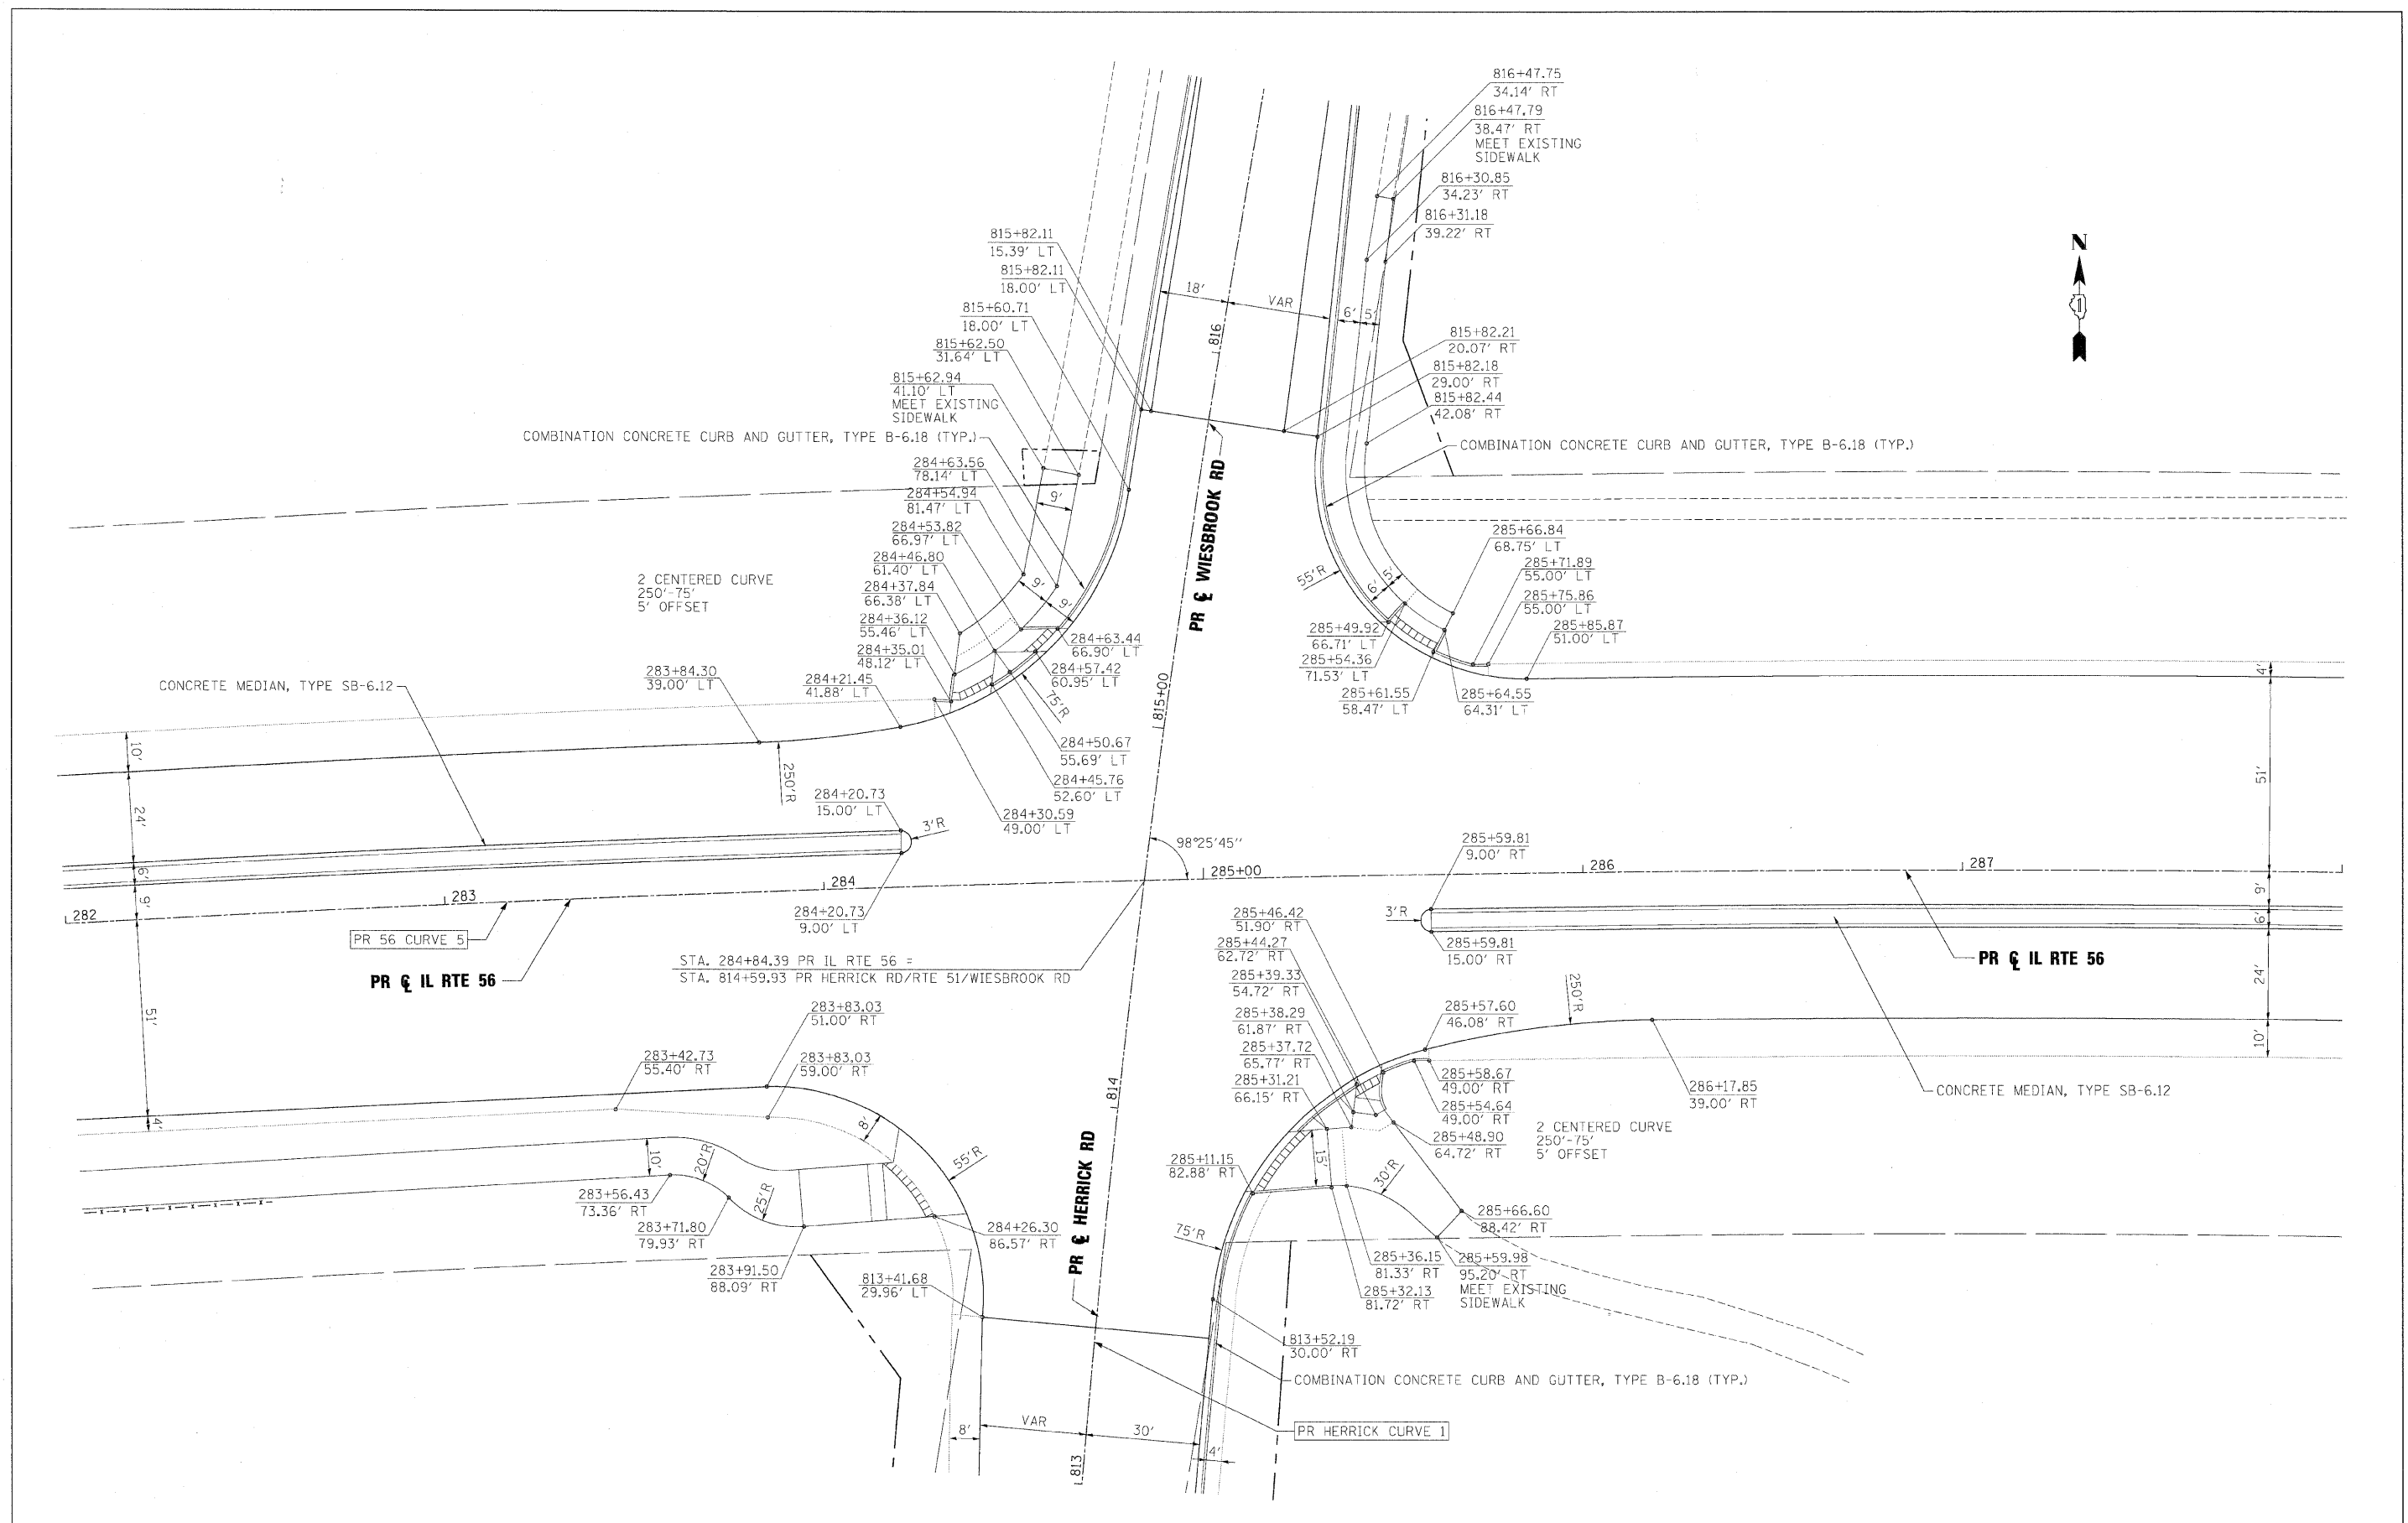 816+47.75
34.14' RT
816+47.79
38.47' RT
MEET EXISTING
SIDEWALK
816+30.85
34.23' RT
816+31.18
39.22' RT
N
815+82.11
15.39' LT
815+82.11
18.00' LT
815+60.71
18.00' LT
815+62.50
31.64' LT
815+62.94
41.10' LT
MEET EXISTING
SIDEWALK
18'
VAR
6'
5'
816
815+82.21
20.07' RT
815+82.18
29.00' RT
815+82.44
42.08' RT
COMBINATION CONCRETE CURB AND GUTTER, TYPE B-6.18 (TYP.)
COMBINATION CONCRETE CURB AND GUTTER, TYPE B-6.18 (TYP.)
284+63.56
78.14' LT
284+54.94
81.47' LT
284+53.82
66.97' LT
284+46.80
61.40' LT
284+37.84
66.38' LT
284+36.12
55.46' LT
284+35.01
48.12' LT
9'
9'
9'
PR ℄ WIESBROOK RD
2 CENTERED CURVE
250'-75'
5' OFFSET
55'R
6'
5'
285+66.84
68.75' LT
285+71.89
55.00' LT
285+75.86
55.00' LT
285+85.87
51.00' LT
285+49.92
66.71' LT
285+54.36
71.53' LT
285+61.55
58.47' LT
285+64.55
64.31' LT
284+63.44
66.90' LT
284+57.42
60.95' LT
75'R
284+50.67
55.69' LT
284+45.76
52.60' LT
284+30.59
49.00' LT
815+00
CONCRETE MEDIAN, TYPE SB-6.12
283+84.30
39.00' LT
284+21.45
41.88' LT
4'
10'
250'R
51'
24'
284+20.73
15.00' LT
3'R
98°25'45"
285+59.81
9.00' RT
6'
9'
282
283
284
285+00
286
287
284+20.73
9.00' LT
PR 56 CURVE 5
PR ℄ IL RTE 56
STA. 284+84.39 PR IL RTE 56 =
STA. 814+59.93 PR HERRICK RD/RTE 51/WIESBROOK RD
3'R
285+59.81
15.00' RT
9'
6'
24'
PR ℄ IL RTE 56
51'
285+46.42
51.90' RT
285+44.27
62.72' RT
285+39.33
54.72' RT
285+38.29
61.87' RT
285+37.72
65.77' RT
285+31.21
66.15' RT
250'R
285+57.60
46.08' RT
283+83.03
51.00' RT
283+42.73
55.40' RT
283+83.03
59.00' RT
814
285+58.67
49.00' RT
285+54.64
49.00' RT
286+17.85
39.00' RT
10'
CONCRETE MEDIAN, TYPE SB-6.12
285+48.90
64.72' RT
2 CENTERED CURVE
250'-75'
5' OFFSET
4'
8'
10'
20'R
55'R
PR ℄ HERRICK RD
285+11.15
82.88' RT
15'
30'R
283+56.43
73.36' RT
283+71.80
79.93' RT
25'R
283+91.50
88.09' RT
284+26.30
86.57' RT
75'R
285+66.60
88.42' RT
285+36.15
81.33' RT
285+32.13
81.72' RT
285+59.98
95.20' RT
MEET EXISTING
SIDEWALK
813+41.68
29.96' LT
813+52.19
30.00' RT
COMBINATION CONCRETE CURB AND GUTTER, TYPE B-6.18 (TYP.)
PR HERRICK CURVE 1
8'
VAR
30'
4'
813